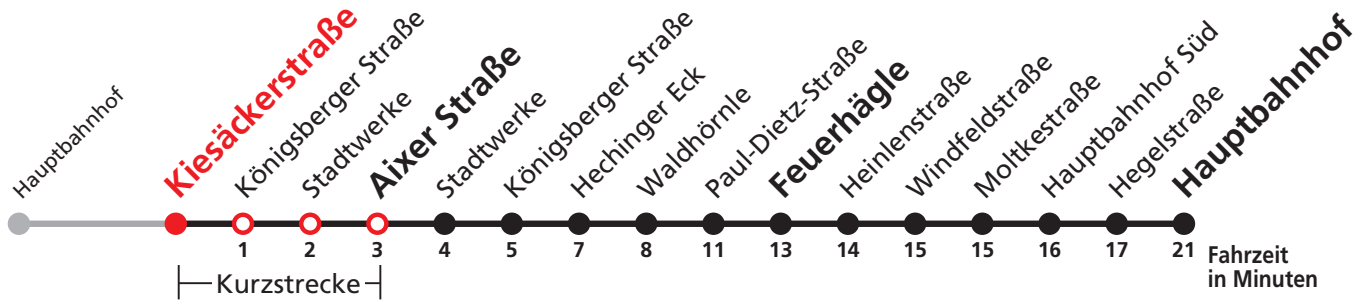 Hauptbahnhof
Kiesäckerstraße
Königsberger Straße
Stadtwerke
Aixer Straße
Stadtwerke
Königsberger Straße
Hechinger Eck
Waldhörnle
Paul-Dietz-Straße
Feuerhägle
Heinlenstraße
Windfeldstraße
Moltkestraße
Hauptbahnhof Süd
Hegelstraße
Hauptbahnhof
1 2 3 4 5 7 8 11 13 14 15 15 16 17 21
Fahrzeit
in Minuten
Kurzstrecke